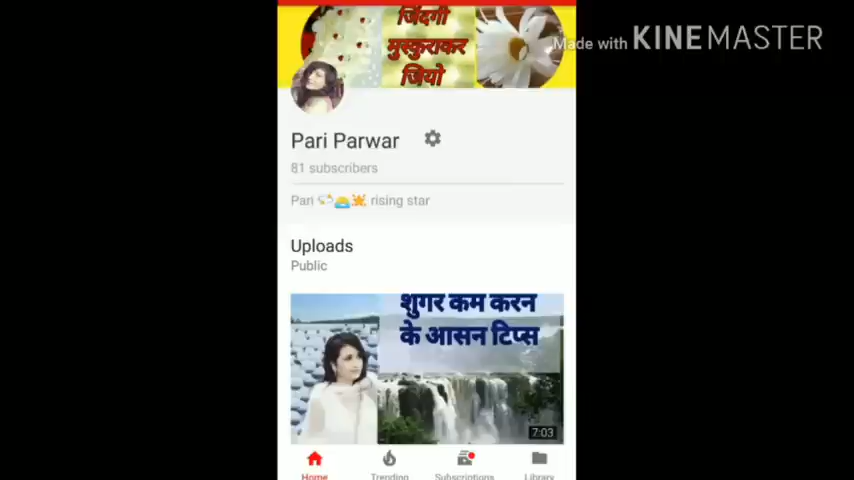 जिंदगी
मुस्कुराकर
जियो
Made with KINEMASTER
Pari Parwar
81 subscribers
Pari 🐑🌅🌟 rising star
Uploads
Public
शुगर कम करन
के आसन टिप्स
7:03
Home
Trending
Subscriptions
Library